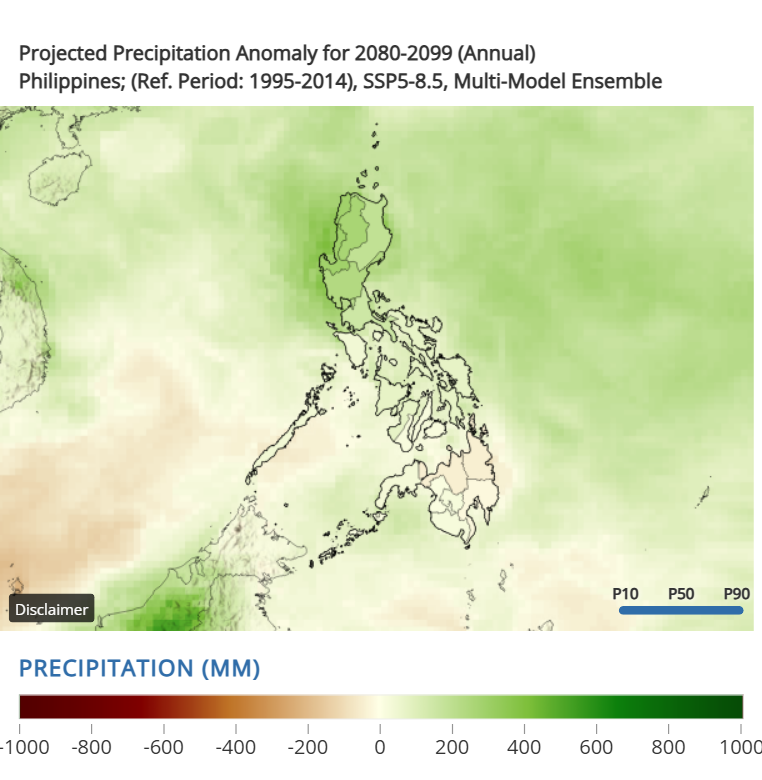 Projected Precipitation Anomaly for 2080-2099 (Annual)
Philippines; (Ref. Period: 1995-2014), SSP5-8.5, Multi-Model Ensemble
P10 P50 P90
Disclaimer
PRECIPITATION (MM)
-1000 -800 -600 -400 -200 0 200 400 600 800 1000